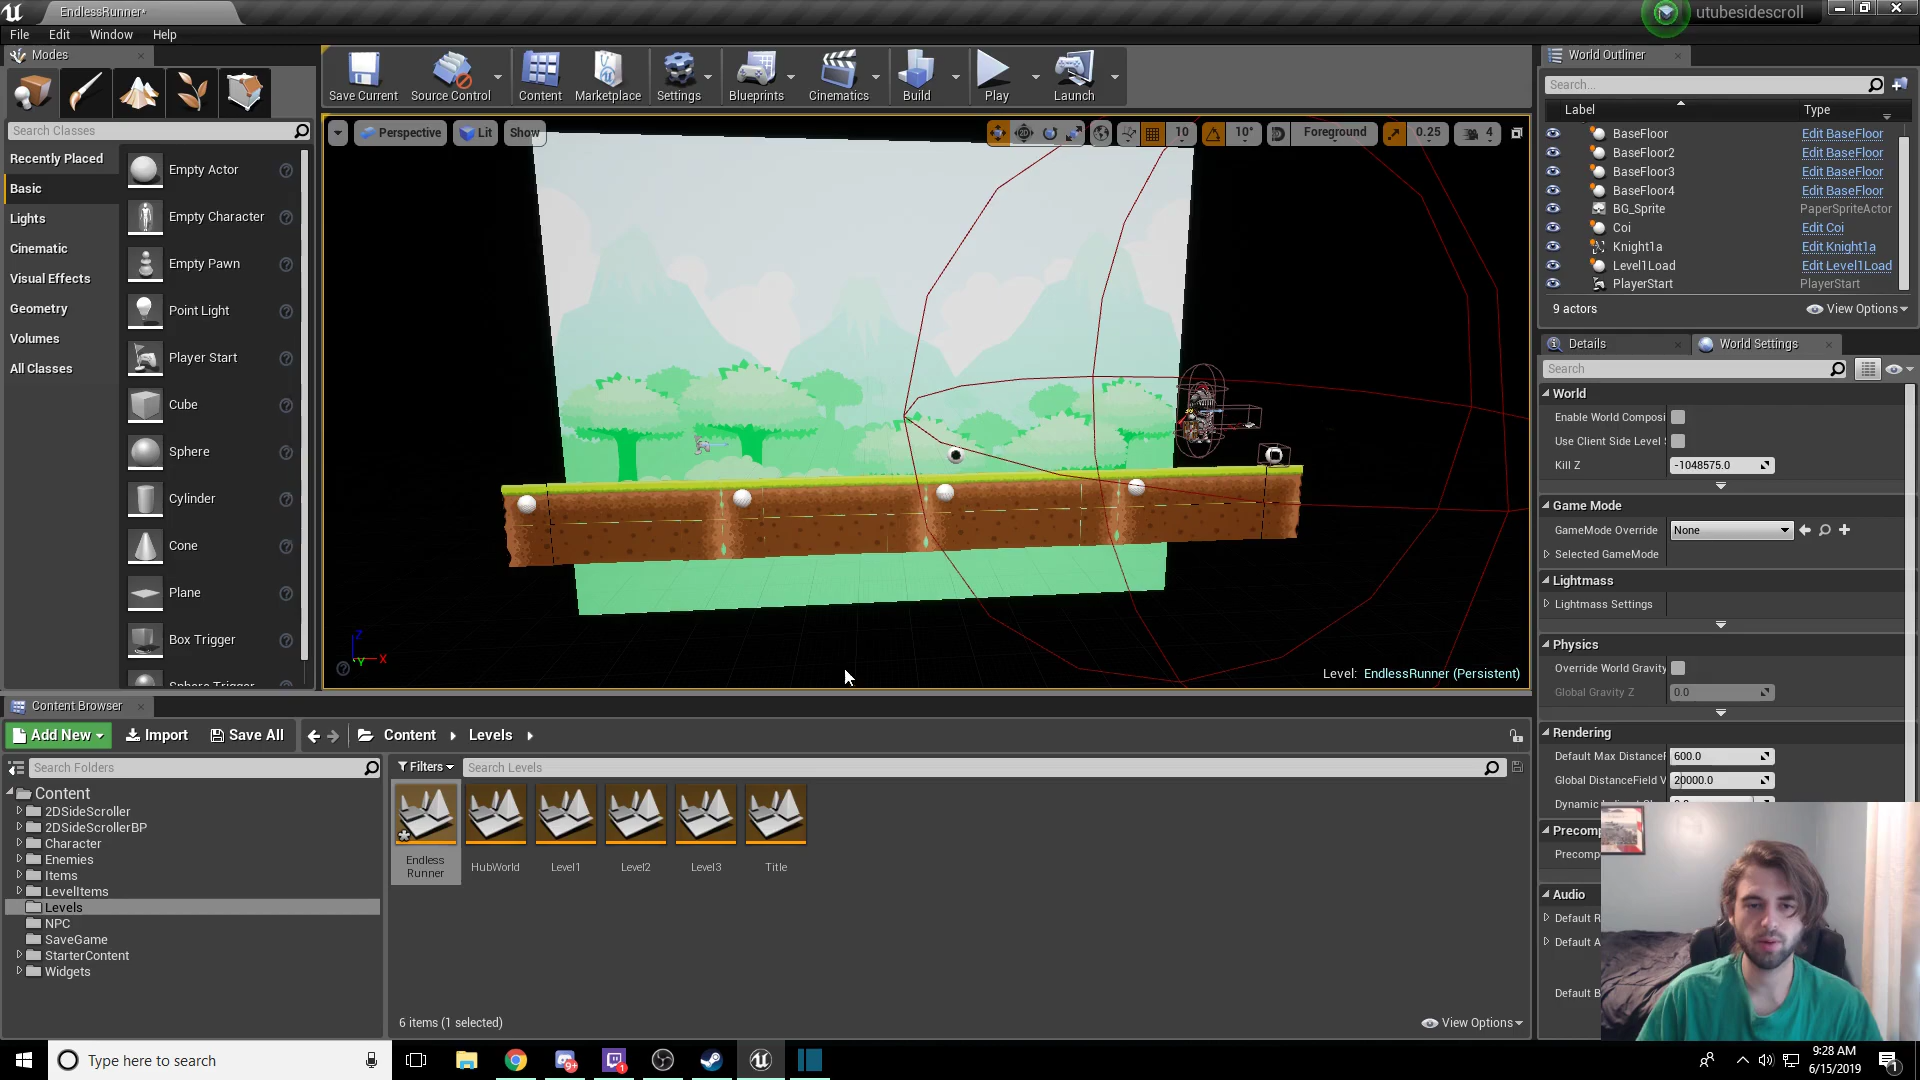 EndlessRunner*
utubesidescroll
File Edit Window Help
Modes
Search Classes
Recently Placed
Basic
Lights
Cinematic
Visual Effects
Geometry
Volumes
All Classes
Empty Actor
Empty Character
Empty Pawn
Point Light
Player Start
Cube
Sphere
Cylinder
Cone
Plane
Box Trigger
Sphere Trigger
Save Current Source Control Content Marketplace Settings Blueprints Cinematics Build Play Launch
Perspective Lit Show 10 10° Foreground 0.25 4
Z
Y X
Level: EndlessRunner (Persistent)
World Outliner
Search...
Label Type
BaseFloor Edit BaseFloor
BaseFloor2 Edit BaseFloor
BaseFloor3 Edit BaseFloor
BaseFloor4 Edit BaseFloor
BG_Sprite PaperSpriteActor
Coi Edit Coi
Knight1a Edit Knight1a
Level1Load Edit Level1Load
PlayerStart PlayerStart
9 actors View Options
Details World Settings
Search
World
Enable World Composi
Use Client Side Level
Kill Z -1048575.0
Game Mode
GameMode Override None
Selected GameMode
Lightmass
Lightmass Settings
Physics
Override World Gravity
Global Gravity Z 0.0
Rendering
Default Max DistanceF 600.0
Global DistanceField V 20000.0
Precomp
Precomp
Audio
Default R
Default A
Default B
Content Browser
Add New Import Save All Content Levels
Search Folders
Filters Search Levels
Content
2DSideScroller
2DSideScrollerBP
Character
Enemies
Items
LevelItems
Levels
NPC
SaveGame
StarterContent
Widgets
Endless
Runner
HubWorld
Level1
Level2
Level3
Title
6 items (1 selected)
View Options
Type here to search
9+
1
9:28 AM
6/15/2019
1